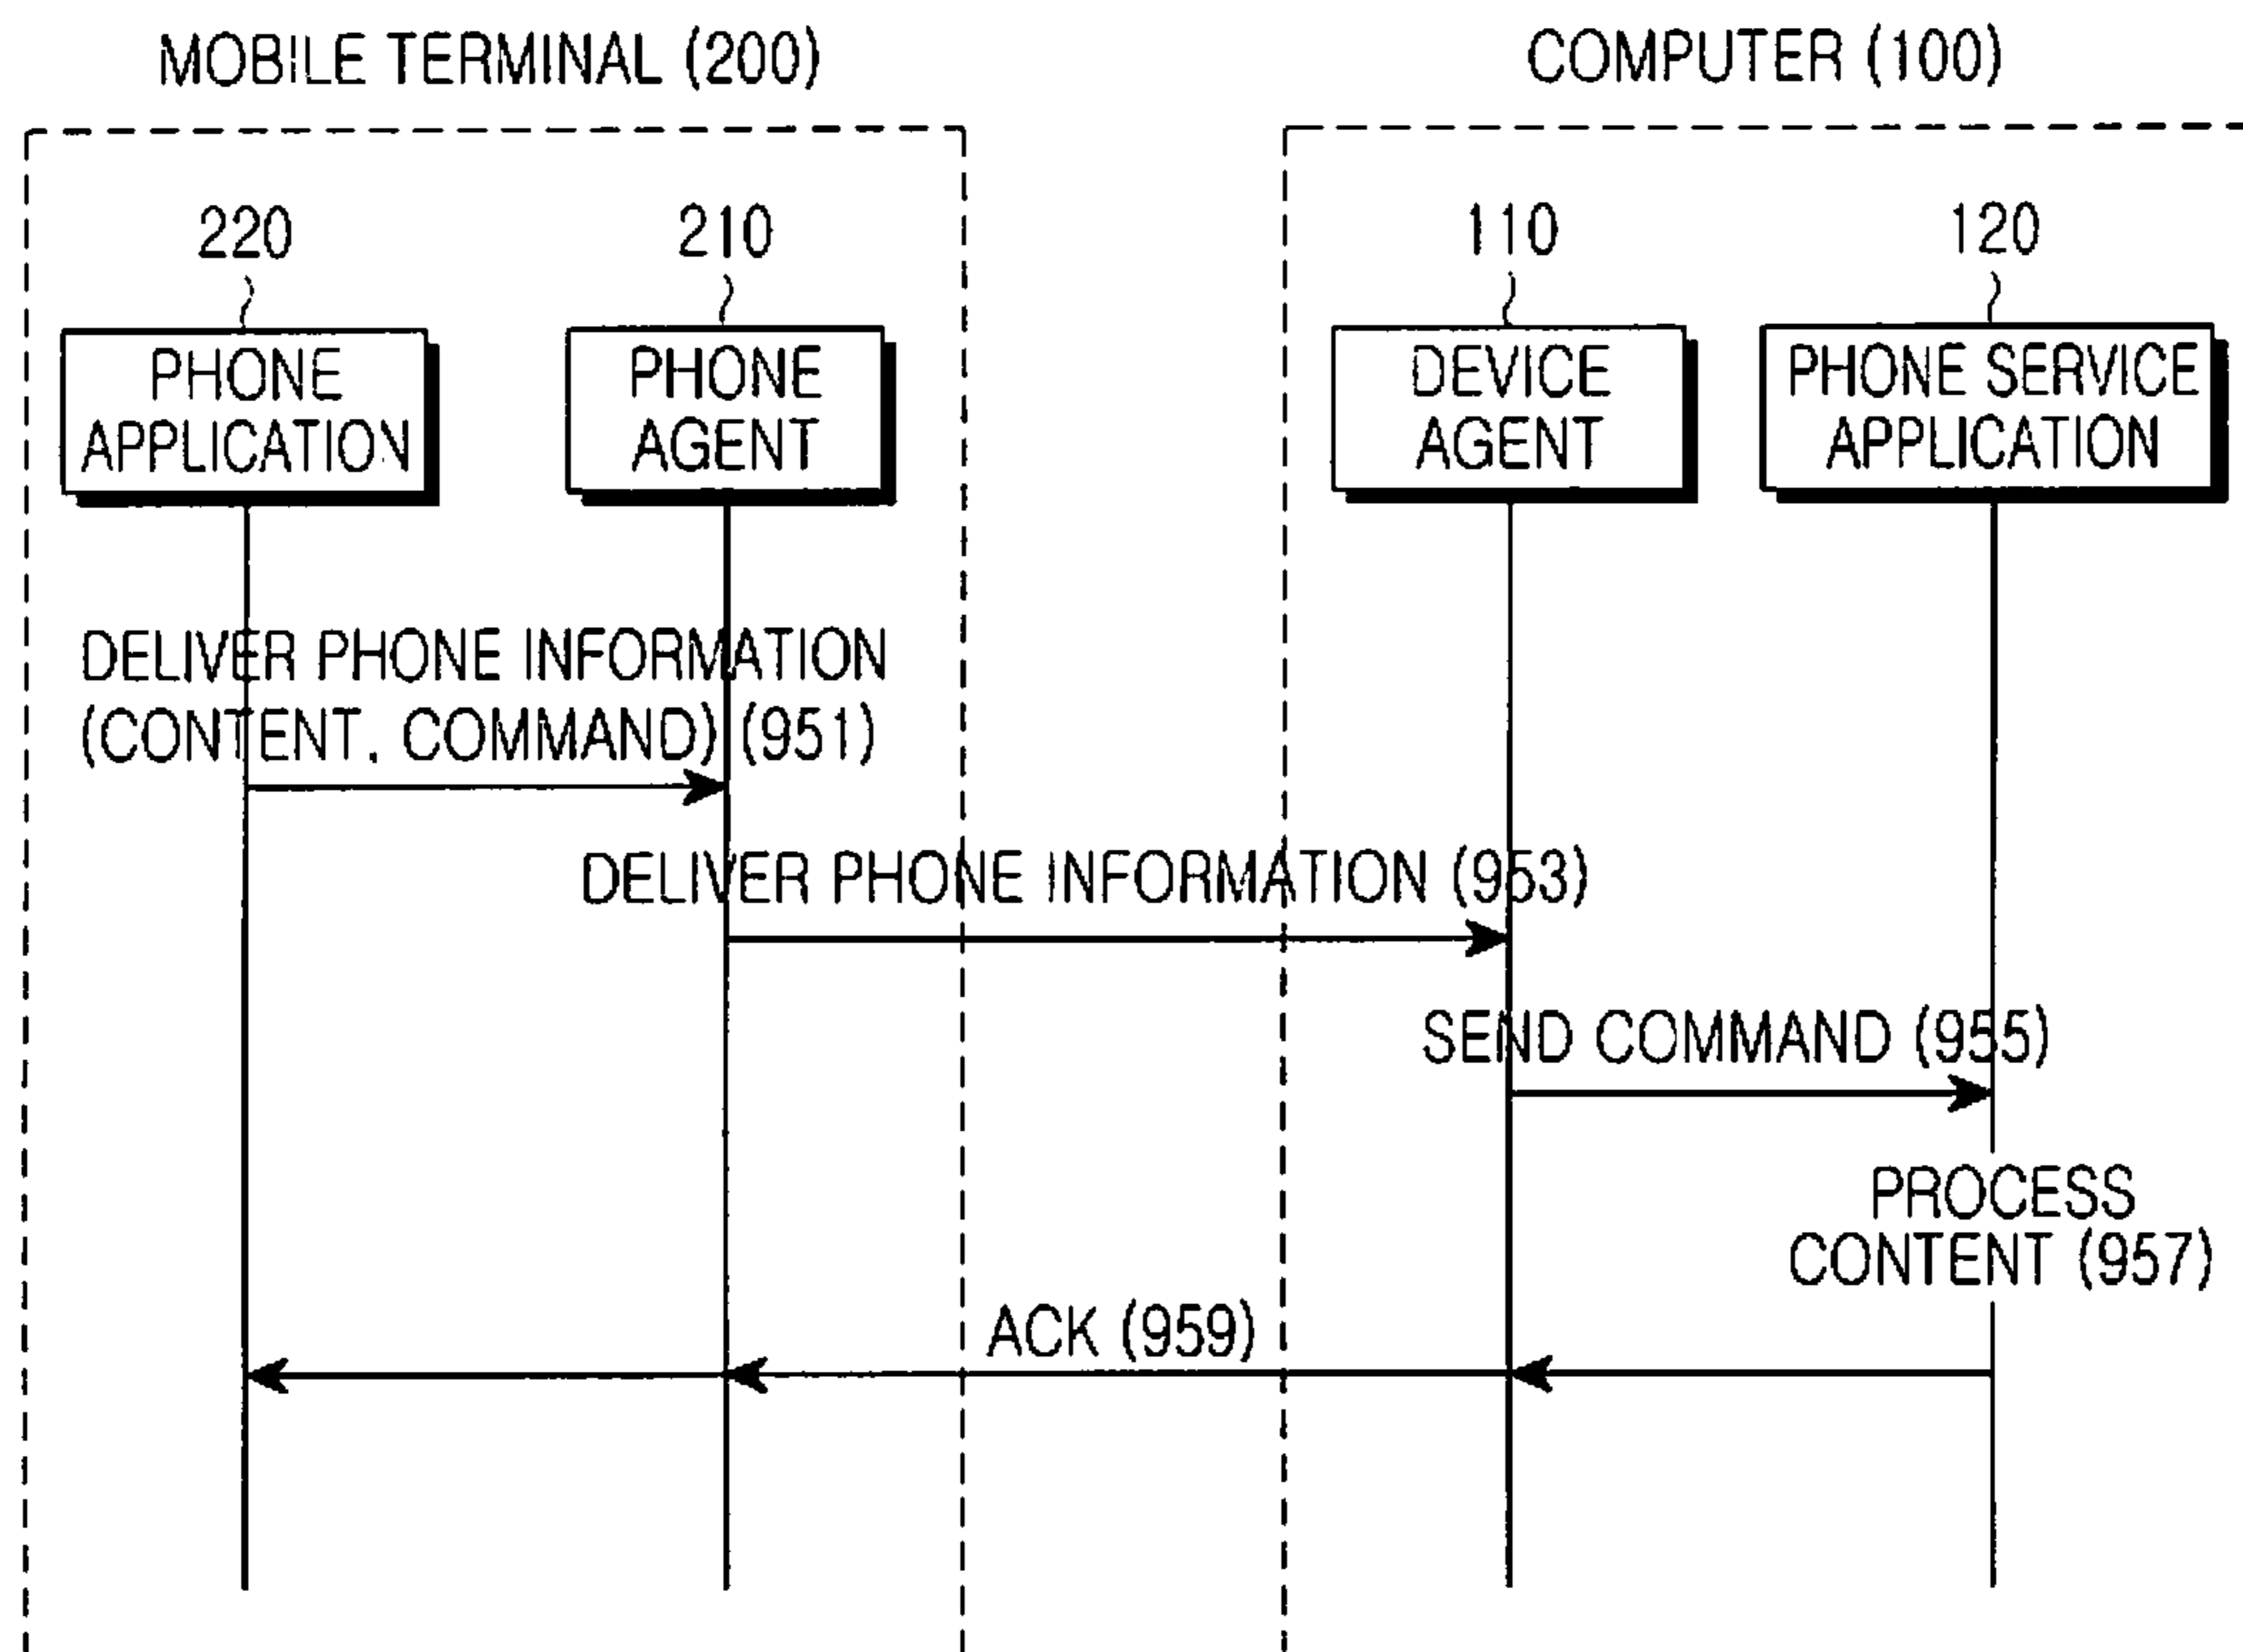 MOBILE TERMINAL (200)
COMPUTER (100)
220
210
110
120
PHONE
APPLICATION
PHONE
AGENT
DEVICE
AGENT
PHONE SERVICE
APPLICATION
DELIVER PHONE INFORMATION
(CONTENT, COMMAND) (951)
DELIVER PHONE INFORMATION (953)
SEND COMMAND (955)
PROCESS
CONTENT (957)
ACK (959)